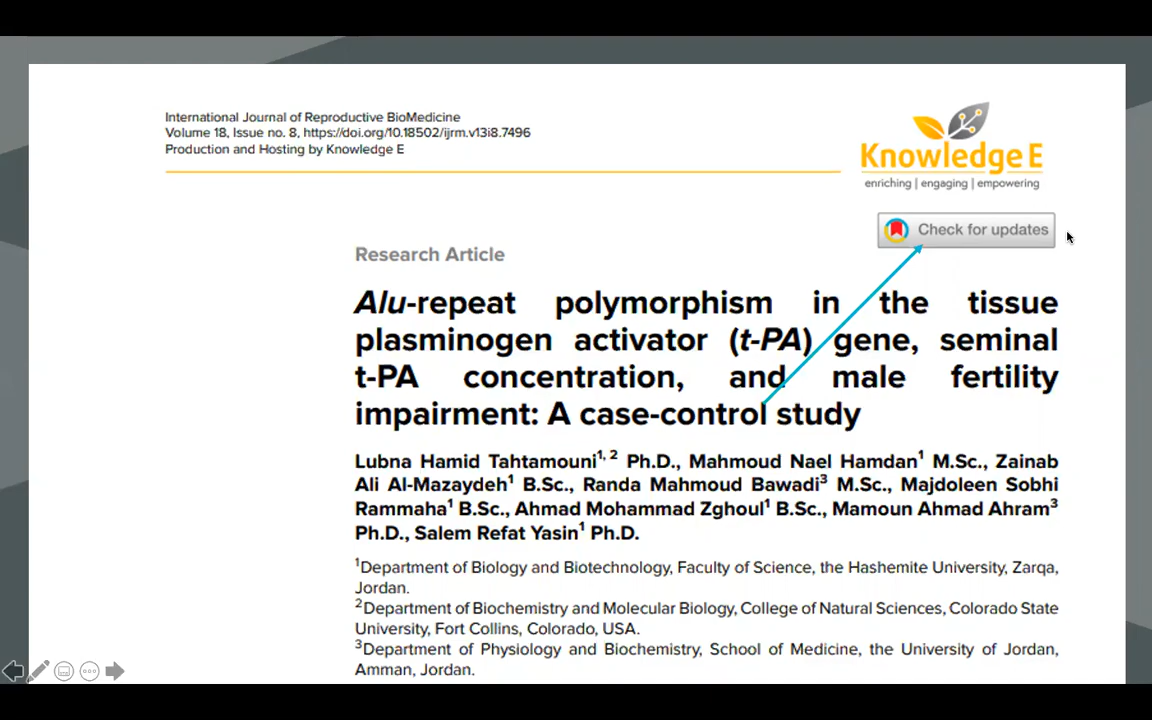 International Journal of Reproductive BioMedicine
Volume 18, Issue no. 8, https://doi.org/10.18502/ijrm.v13i8.7496
Production and Hosting by Knowledge E
Knowledge E
enriching | engaging | empowering
Check for updates
Research Article
Alu-repeat polymorphism in the tissue
plasminogen activator (t-PA) gene, seminal
t-PA concentration, and male fertility
impairment: A case-control study
Lubna Hamid Tahtamouni1, 2 Ph.D., Mahmoud Nael Hamdan1 M.Sc., Zainab
Ali Al-Mazaydeh1 B.Sc., Randa Mahmoud Bawadi3 M.Sc., Majdoleen Sobhi
Rammaha1 B.Sc., Ahmad Mohammad Zghoul1 B.Sc., Mamoun Ahmad Ahram3
Ph.D., Salem Refat Yasin1 Ph.D.
1Department of Biology and Biotechnology, Faculty of Science, the Hashemite University, Zarqa,
Jordan.
2Department of Biochemistry and Molecular Biology, College of Natural Sciences, Colorado State
University, Fort Collins, Colorado, USA.
3Department of Physiology and Biochemistry, School of Medicine, the University of Jordan,
Amman, Jordan.